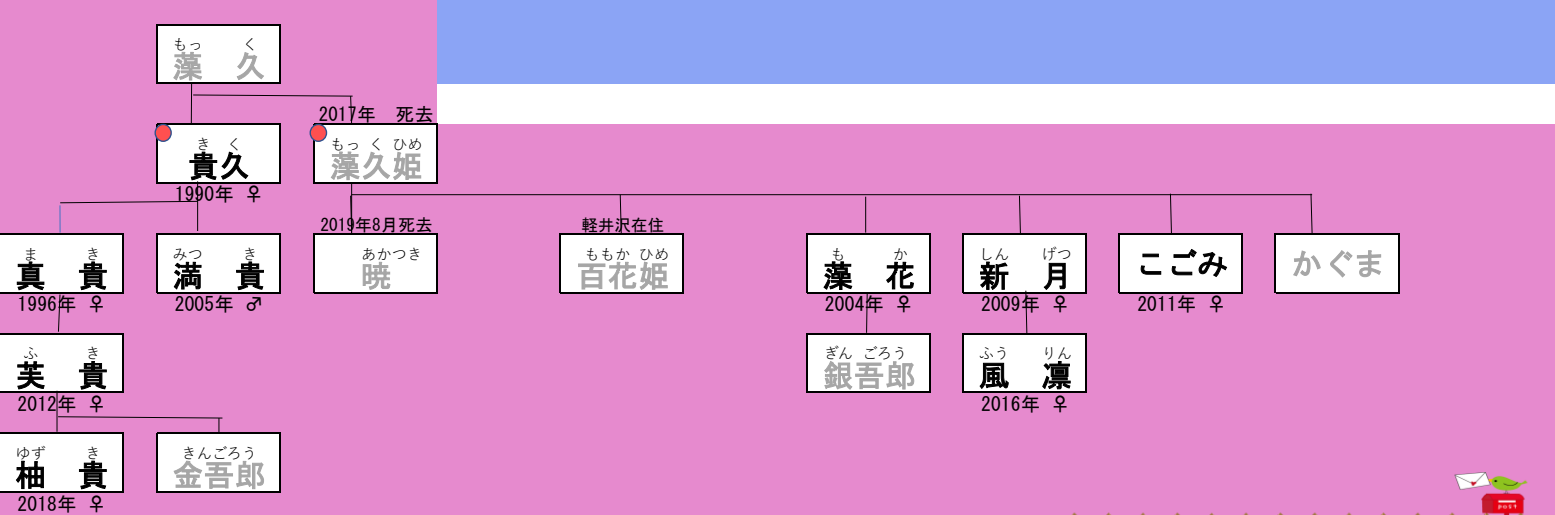 もっ く
藻 久
2017年 死去
き く
貴久
1990年 ♀
もっ く ひめ
藻久姫
2019年8月死去
軽井沢在住
ま き
真 貴
1996年 ♀
みつ き
満 貴
2005年 ♂
あかつき
暁
ももか ひめ
百花姫
も か
藻 花
2004年 ♀
しん げつ
新 月
2009年 ♀
こごみ
2011年 ♀
かぐま
ふ き
芙 貴
2012年 ♀
ぎん ごろう
銀吾郎
ふう りん
風 凛
2016年 ♀
ゆず き
柚 貴
2018年 ♀
きんごろう
金吾郎
post